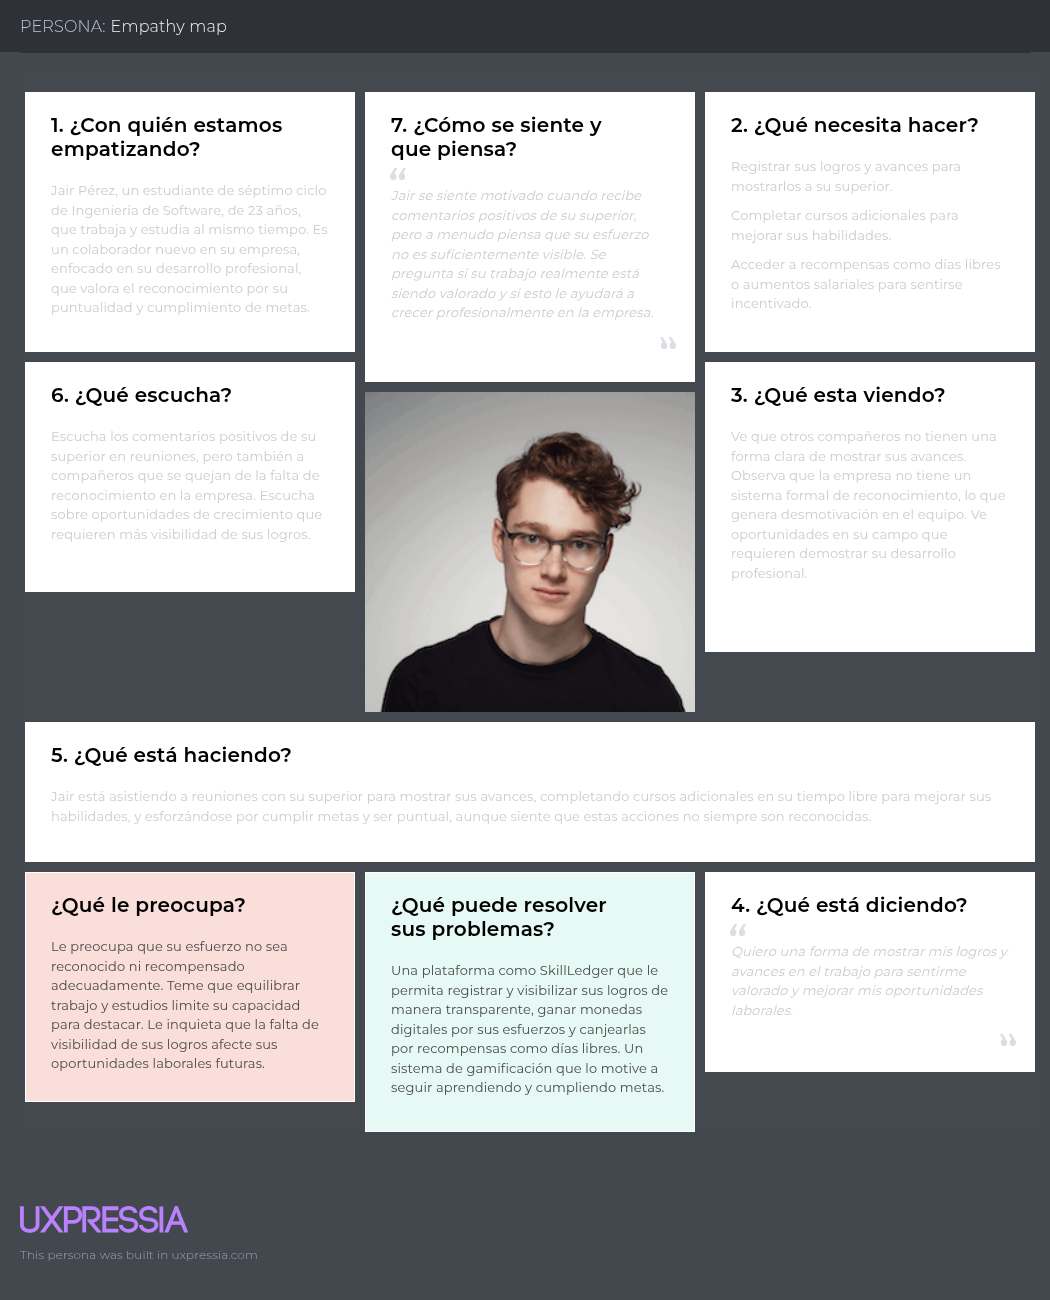 PERSONA: Empathy map
1. ¿Con quién estamos
empatizando?
Jair Pérez, un estudiante de séptimo ciclo
de Ingeniería de Software, de 23 años,
que trabaja y estudia al mismo tiempo. Es
un colaborador nuevo en su empresa,
enfocado en su desarrollo profesional,
que valora el reconocimiento por su
puntualidad y cumplimiento de metas.
7. ¿Cómo se siente y
que piensa?
“
Jair se siente motivado cuando recibe
comentarios positivos de su superior,
pero a menudo piensa que su esfuerzo
no es suficientemente visible. Se
pregunta si su trabajo realmente está
siendo valorado y si esto le ayudará a
crecer profesionalmente en la empresa.
”
2. ¿Qué necesita hacer?
Registrar sus logros y avances para
mostrarlos a su superior.
Completar cursos adicionales para
mejorar sus habilidades.
Acceder a recompensas como días libres
o aumentos salariales para sentirse
incentivado.
6. ¿Qué escucha?
Escucha los comentarios positivos de su
superior en reuniones, pero también a
compañeros que se quejan de la falta de
reconocimiento en la empresa. Escucha
sobre oportunidades de crecimiento que
requieren más visibilidad de sus logros.
3. ¿Qué esta viendo?
Ve que otros compañeros no tienen una
forma clara de mostrar sus avances.
Observa que la empresa no tiene un
sistema formal de reconocimiento, lo que
genera desmotivación en el equipo. Ve
oportunidades en su campo que
requieren demostrar su desarrollo
profesional.
5. ¿Qué está haciendo?
Jair está asistiendo a reuniones con su superior para mostrar sus avances, completando cursos adicionales en su tiempo libre para mejorar sus
habilidades, y esforzándose por cumplir metas y ser puntual, aunque siente que estas acciones no siempre son reconocidas.
¿Qué le preocupa?
Le preocupa que su esfuerzo no sea
reconocido ni recompensado
adecuadamente. Teme que equilibrar
trabajo y estudios limite su capacidad
para destacar. Le inquieta que la falta de
visibilidad de sus logros afecte sus
oportunidades laborales futuras.
¿Qué puede resolver
sus problemas?
Una plataforma como SkillLedger que le
permita registrar y visibilizar sus logros de
manera transparente, ganar monedas
digitales por sus esfuerzos y canjearlas
por recompensas como días libres. Un
sistema de gamificación que lo motive a
seguir aprendiendo y cumpliendo metas.
4. ¿Qué está diciendo?
“
Quiero una forma de mostrar mis logros y
avances en el trabajo para sentirme
valorado y mejorar mis oportunidades
laborales.
”
UXPRESSIA
This persona was built in uxpressia.com